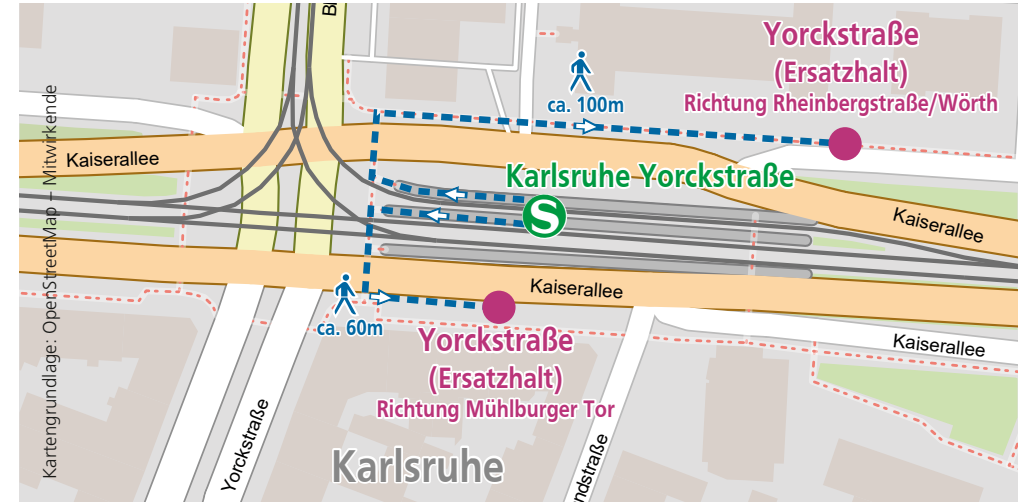 Yorckstraße
(Ersatzhalt)
Richtung Rheinbergstraße/Wörth
ca. 100m
Kaiserallee
Karlsruhe Yorckstraße
S
Kaiserallee
Kaiserallee
ca. 60m
Yorckstraße
(Ersatzhalt)
Richtung Mühlburger Tor
Kaiserallee
Yorckstraße
Karlsruhe
ndstraße
Kartengrundlage: OpenStreetMap – Mitwirkende